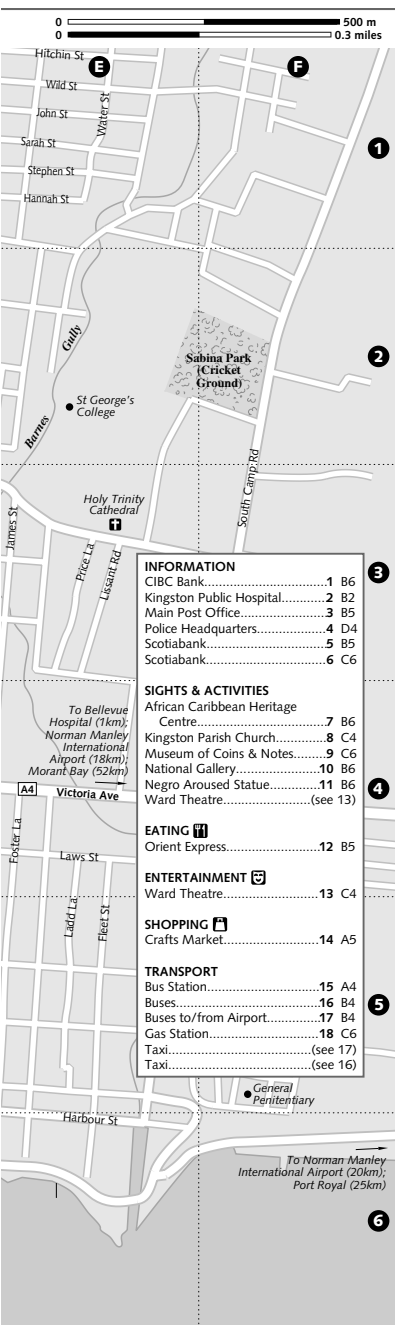 0 500 m
0 0.3 miles
Hitchin St
E
F
Wild St
Water St
John St
1
Sarah St
Stephen St
Hannah St
Gully
2
Sabina Park
(Cricket
Ground)
St George's
College
Barnes
South Camp Rd
Holy Trinity
Cathedral
James St
Price La
Lissant Rd
3
INFORMATION
CIBC Bank....................................1 B6
Kingston Public Hospital..............2 B2
Main Post Office..........................3 B5
Police Headquarters.....................4 D4
Scotiabank...................................5 B5
Scotiabank...................................6 C6
SIGHTS & ACTIVITIES
African Caribbean Heritage
Centre.....................................7 B6
Kingston Parish Church...............8 C4
Museum of Coins & Notes..........9 C6
National Gallery........................10 B6
Negro Aroused Statue................11 B6
Ward Theatre.......................(see 13)
EATING
Orient Express...........................12 B5
ENTERTAINMENT
Ward Theatre............................13 C4
SHOPPING
Crafts Market............................14 A5
TRANSPORT
Bus Station................................15 A4
Buses.........................................16 B4
Buses to/from Airport................17 B4
Gas Station................................18 C6
Taxi.......................................(see 17)
Taxi.......................................(see 16)
To Bellevue
Hospital (1km);
Norman Manley
International
Airport (18km);
Morant Bay (52km)
4
A4
Victoria Ave
Foster La
Laws St
Ladd La
Fleet St
5
General
Penitentiary
Harbour St
To Norman Manley
International Airport (20km);
Port Royal (25km)
6